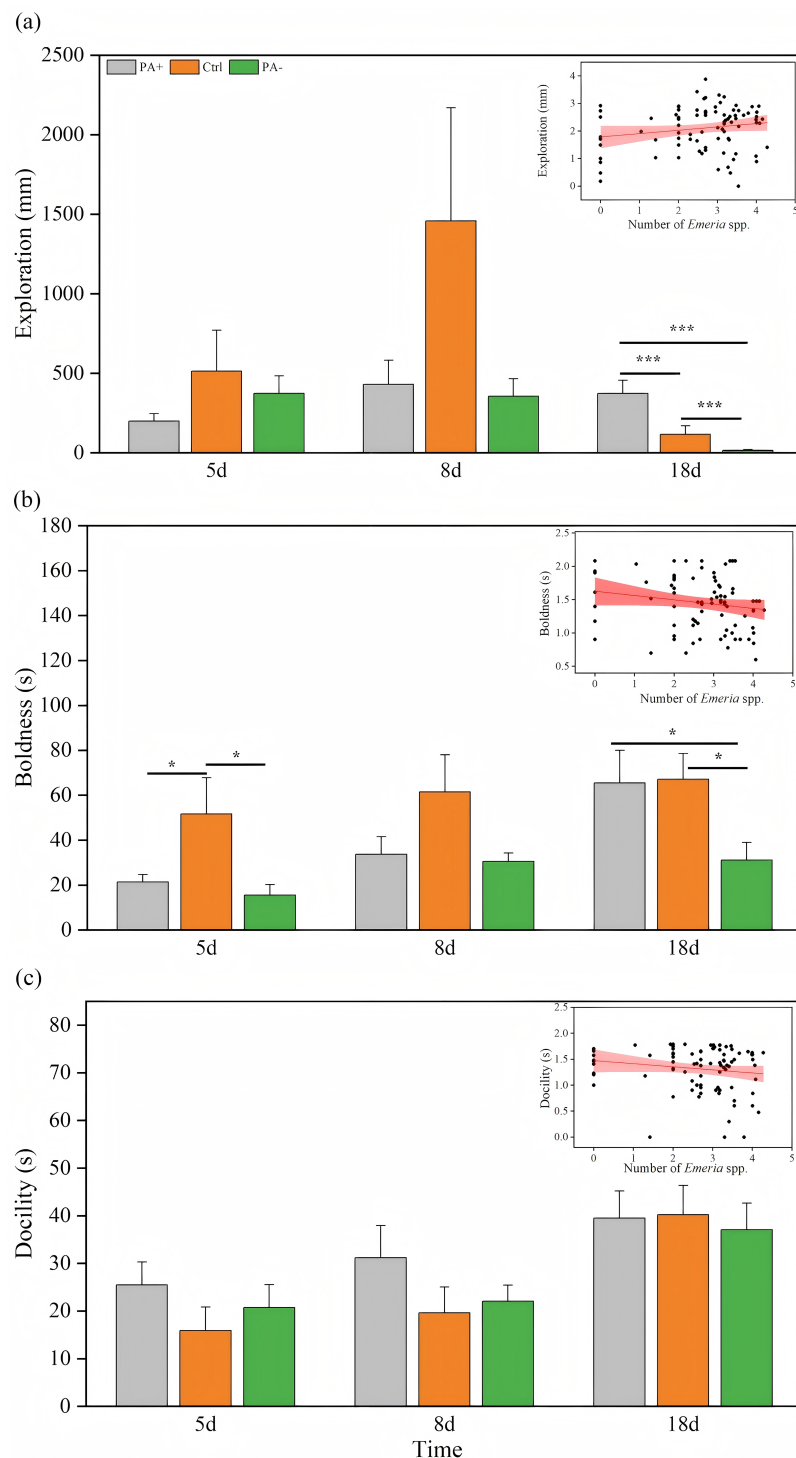 (a)
PA+ Ctrl PA-
Exploration (mm)
2500
2000
1500
1000
500
0
5d 8d 18d
***
***
***
Exploration (mm)
4
3
2
1
0
0 1 2 3 4 5
Number of Emeria spp.
(b)
Boldness (s)
180
160
140
120
100
80
60
40
20
0
5d 8d 18d
* *
*
*
Boldness (s)
2.5
2.0
1.5
1.0
0.5
0 1 2 3 4 5
Number of Emeria spp.
(c)
Docility (s)
80
70
60
50
40
30
20
10
0
5d 8d 18d
Time
Docility (s)
2.5
2.0
1.5
1.0
0.5
0.0
0 1 2 3 4 5
Number of Emeria spp.